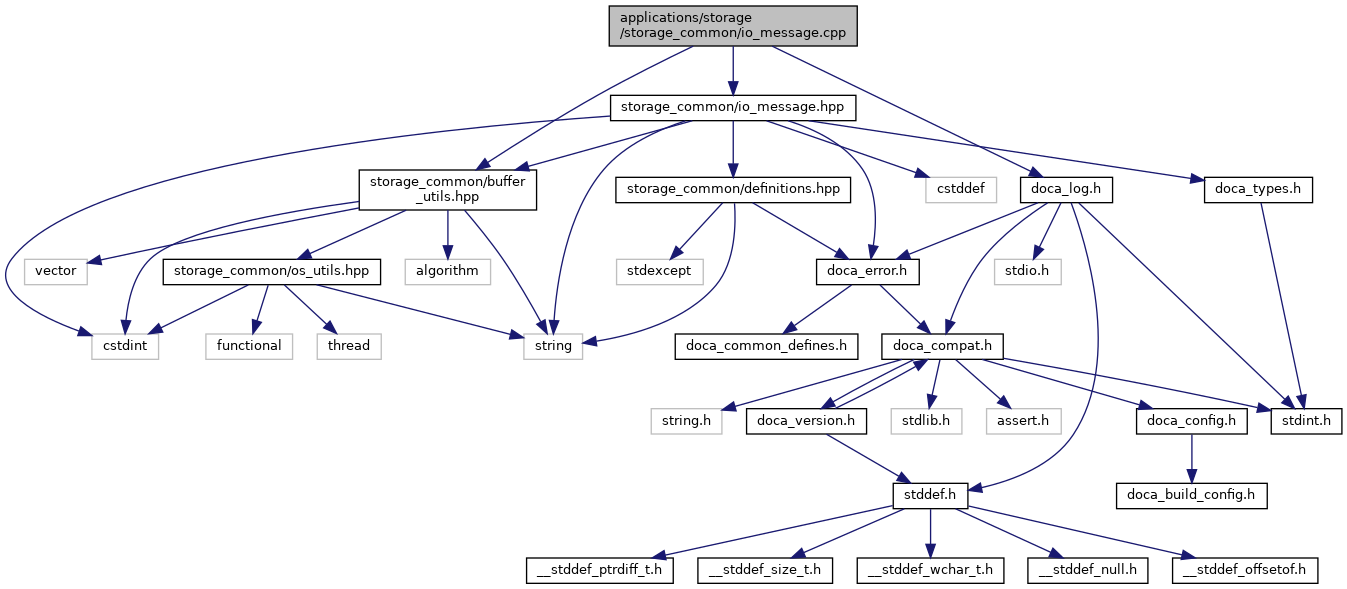 applications/storage
/storage_common/io_message.cpp
storage_common/io_message.hpp
storage_common/buffer
_utils.hpp
storage_common/definitions.hpp
cstddef
doca_log.h
doca_types.h
vector
storage_common/os_utils.hpp
algorithm
stdexcept
doca_error.h
stdio.h
cstdint
functional
thread
string
doca_common_defines.h
doca_compat.h
string.h
doca_version.h
stdlib.h
assert.h
doca_config.h
stdint.h
stddef.h
doca_build_config.h
__stddef_ptrdiff_t.h
__stddef_size_t.h
__stddef_wchar_t.h
__stddef_null.h
__stddef_offsetof.h